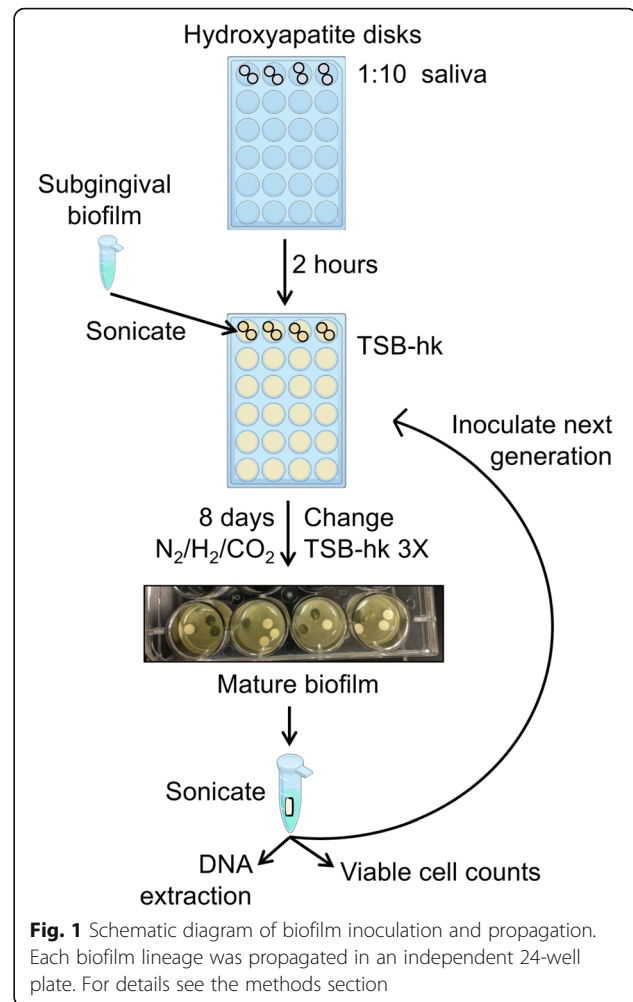 Hydroxyapatite disks
1:10 saliva
Subgingival
biofilm
2 hours
Sonicate
TSB-hk
Inoculate next
generation
8 days
N₂/H₂/CO₂
Change
TSB-hk 3X
Mature biofilm
Sonicate
DNA
extraction
Viable cell counts
Fig. 1 Schematic diagram of biofilm inoculation and propagation.
Each biofilm lineage was propagated in an independent 24-well
plate. For details see the methods section